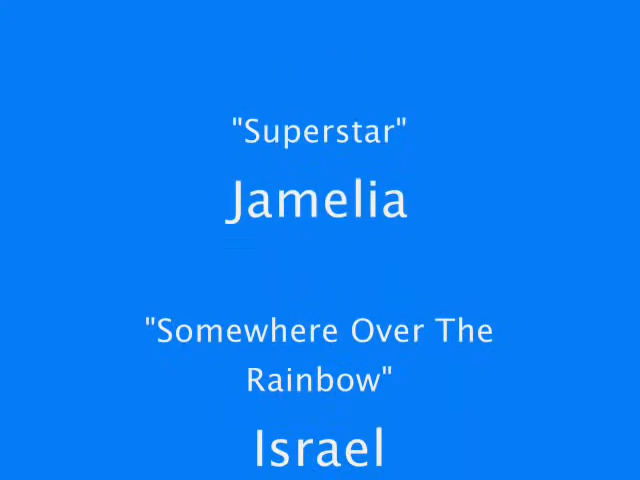 "Superstar"
Jamelia
"Somewhere Over The
Rainbow"
Israel